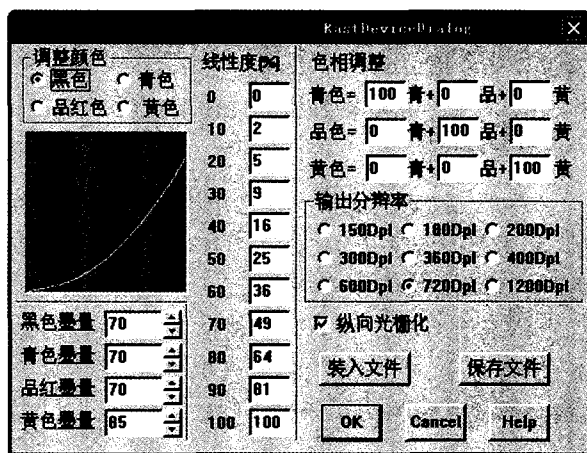 RastDeviceDialog
调整颜色
黑色 青色
品红色 黄色
黑色墨量 70
青色墨量 70
品红墨量 70
黄色墨量 65
线性度pq
0 0
10 2
20 5
30 9
40 16
50 25
60 36
70 49
80 64
90 81
100 100
色相调整
青色= 100 青+ 0 品+ 0 黄
品色= 0 青+ 100 品+ 0 黄
黄色= 0 青+ 0 品+ 100 黄
输出分辨率
150DpI 180DpI 200DpI
300DpI 360DpI 400DpI
600DpI 720DpI 1200DpI
纵向光栅化
装入文件 保存文件
OK Cancel Help